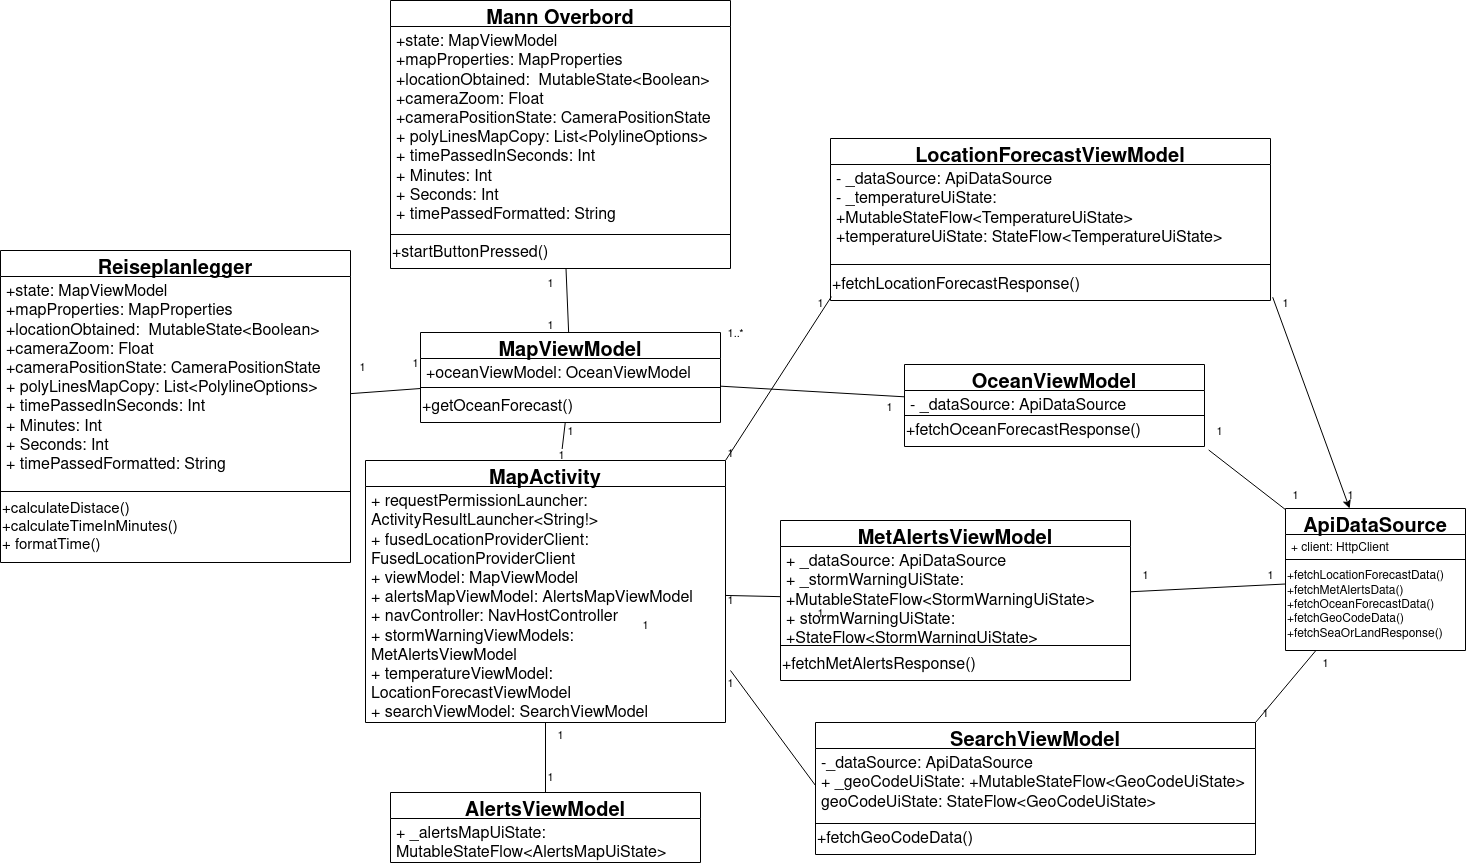 Mann Overbord
+state: MapViewModel
+mapProperties: MapProperties
+locationObtained:  MutableState<Boolean>
+cameraZoom: Float
+cameraPositionState: CameraPositionState
+ polyLinesMapCopy: List<PolylineOptions>
+ timePassedInSeconds: Int
+ Minutes: Int
+ Seconds: Int
+ timePassedFormatted: String
+startButtonPressed()
1
1
LocationForecastViewModel
- _dataSource: ApiDataSource
- _temperatureUiState:
+MutableStateFlow<TemperatureUiState>
+temperatureUiState: StateFlow<TemperatureUiState>
+fetchLocationForecastResponse()
1
1
Reiseplanlegger
+state: MapViewModel
+mapProperties: MapProperties
+locationObtained:  MutableState<Boolean>
+cameraZoom: Float
+cameraPositionState: CameraPositionState
+ polyLinesMapCopy: List<PolylineOptions>
+ timePassedInSeconds: Int
+ Minutes: Int
+ Seconds: Int
+ timePassedFormatted: String
+calculateDistace()
+calculateTimeInMinutes()
+ formatTime()
1
1
1..*
MapViewModel
+oceanViewModel: OceanViewModel
+getOceanForecast()
1
1
1
OceanViewModel
- _dataSource: ApiDataSource
+fetchOceanForecastResponse()
1
1
1
1
MapActivity
+ requestPermissionLauncher:
ActivityResultLauncher<String!>
+ fusedLocationProviderClient:
FusedLocationProviderClient
+ viewModel: MapViewModel
+ alertsMapViewModel: AlertsMapViewModel
+ navController: NavHostController
+ stormWarningViewModels:
MetAlertsViewModel
+ temperatureViewModel:
LocationForecastViewModel
+ searchViewModel: SearchViewModel
1
1
1
1
1
MetAlertsViewModel
+ _dataSource: ApiDataSource
+ _stormWarningUiState:
+MutableStateFlow<StormWarningUiState>
+ stormWarningUiState:
+StateFlow<StormWarningUiState>
+fetchMetAlertsResponse()
1
1
1
ApiDataSource
+ client: HttpClient
+fetchLocationForecastData()
+fetchMetAlertsData()
+fetchOceanForecastData()
+fetchGeoCodeData()
+fetchSeaOrLandResponse()
1
1
SearchViewModel
-_dataSource: ApiDataSource
+ _geoCodeUiState: +MutableStateFlow<GeoCodeUiState>
geoCodeUiState: StateFlow<GeoCodeUiState>
+fetchGeoCodeData()
1
AlertsViewModel
+ _alertsMapUiState:
MutableStateFlow<AlertsMapUiState>